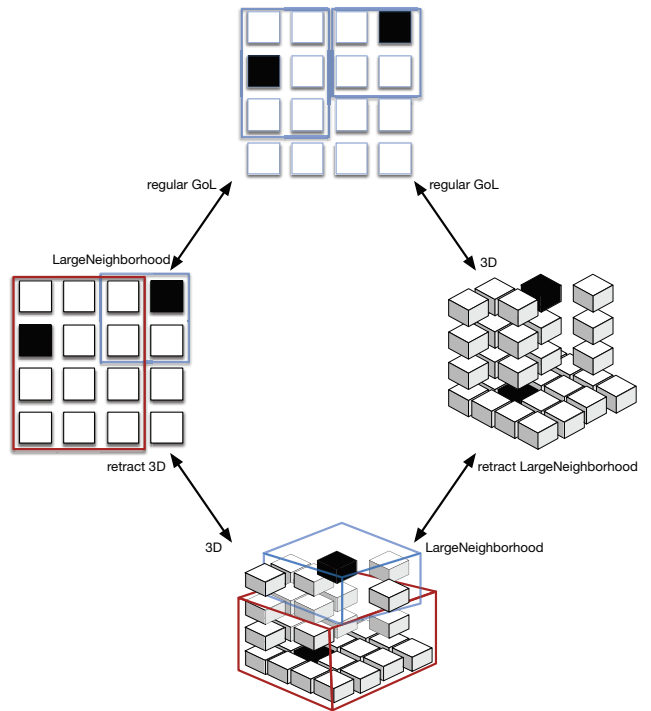 regular GoL
regular GoL
LargeNeighborhood
3D
retract 3D
retract LargeNeighborhood
3D
LargeNeighborhood